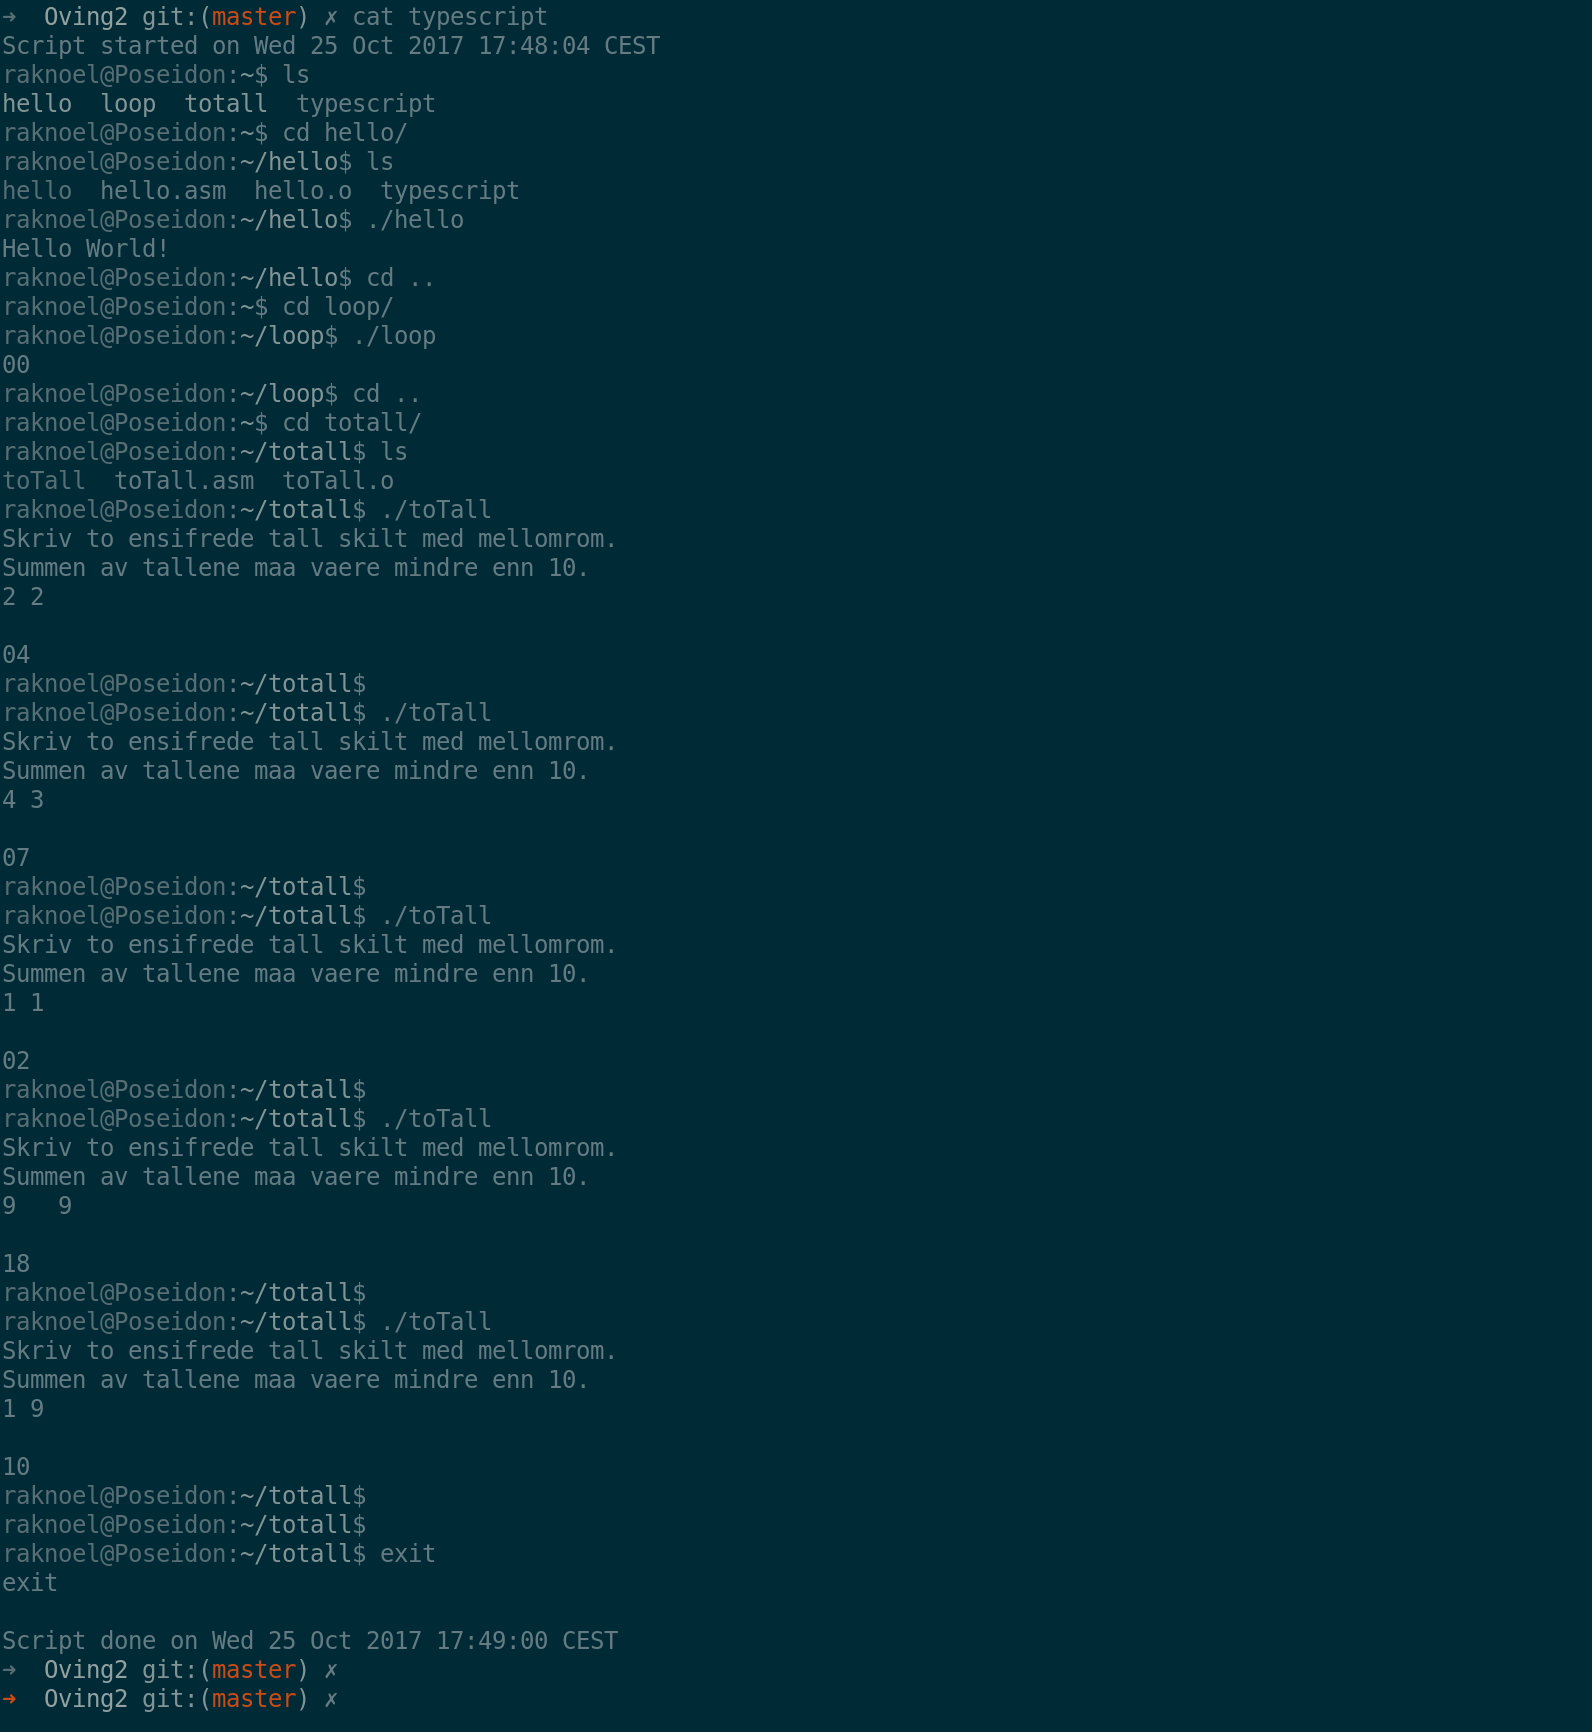 ➜  Oving2 git:(master) ✗ cat typescript
Script started on Wed 25 Oct 2017 17:48:04 CEST
raknoel@Poseidon:~$ ls
hello  loop  totall  typescript
raknoel@Poseidon:~$ cd hello/
raknoel@Poseidon:~/hello$ ls
hello  hello.asm  hello.o  typescript
raknoel@Poseidon:~/hello$ ./hello
Hello World!
raknoel@Poseidon:~/hello$ cd ..
raknoel@Poseidon:~$ cd loop/
raknoel@Poseidon:~/loop$ ./loop
00
raknoel@Poseidon:~/loop$ cd ..
raknoel@Poseidon:~$ cd totall/
raknoel@Poseidon:~/totall$ ls
toTall  toTall.asm  toTall.o
raknoel@Poseidon:~/totall$ ./toTall
Skriv to ensifrede tall skilt med mellomrom.
Summen av tallene maa vaere mindre enn 10.
2 2

04
raknoel@Poseidon:~/totall$
raknoel@Poseidon:~/totall$ ./toTall
Skriv to ensifrede tall skilt med mellomrom.
Summen av tallene maa vaere mindre enn 10.
4 3

07
raknoel@Poseidon:~/totall$
raknoel@Poseidon:~/totall$ ./toTall
Skriv to ensifrede tall skilt med mellomrom.
Summen av tallene maa vaere mindre enn 10.
1 1

02
raknoel@Poseidon:~/totall$
raknoel@Poseidon:~/totall$ ./toTall
Skriv to ensifrede tall skilt med mellomrom.
Summen av tallene maa vaere mindre enn 10.
9   9

18
raknoel@Poseidon:~/totall$
raknoel@Poseidon:~/totall$ ./toTall
Skriv to ensifrede tall skilt med mellomrom.
Summen av tallene maa vaere mindre enn 10.
1 9

10
raknoel@Poseidon:~/totall$
raknoel@Poseidon:~/totall$
raknoel@Poseidon:~/totall$ exit
exit

Script done on Wed 25 Oct 2017 17:49:00 CEST
➜  Oving2 git:(master) ✗
➜  Oving2 git:(master) ✗